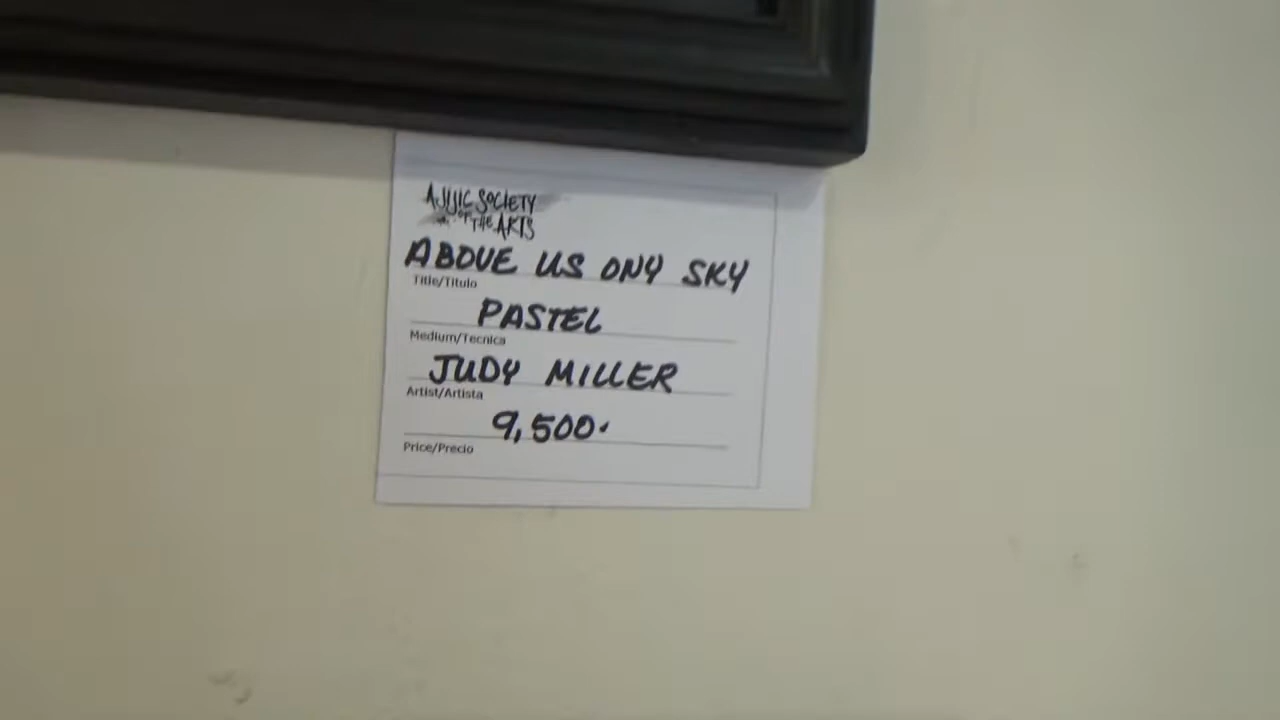 AJIJIC SOCIETY
OF THE ARTS
ABOVE US ONY SKY
Title/Titulo
PASTEL
Medium/Tecnica
JUDY MILLER
Artist/Artista
9,500.
Price/Precio